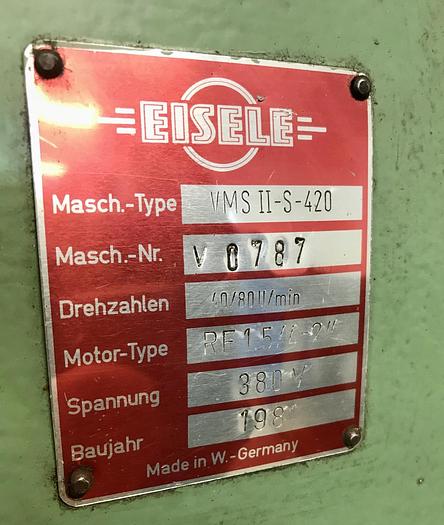 EISELE
Masch.-Type VMS II-S-420
Masch.-Nr. V 0787
Drehzahlen 40/80 U/min
Motor-Type
Spannung 380 V
Baujahr
Made in W.-Germany